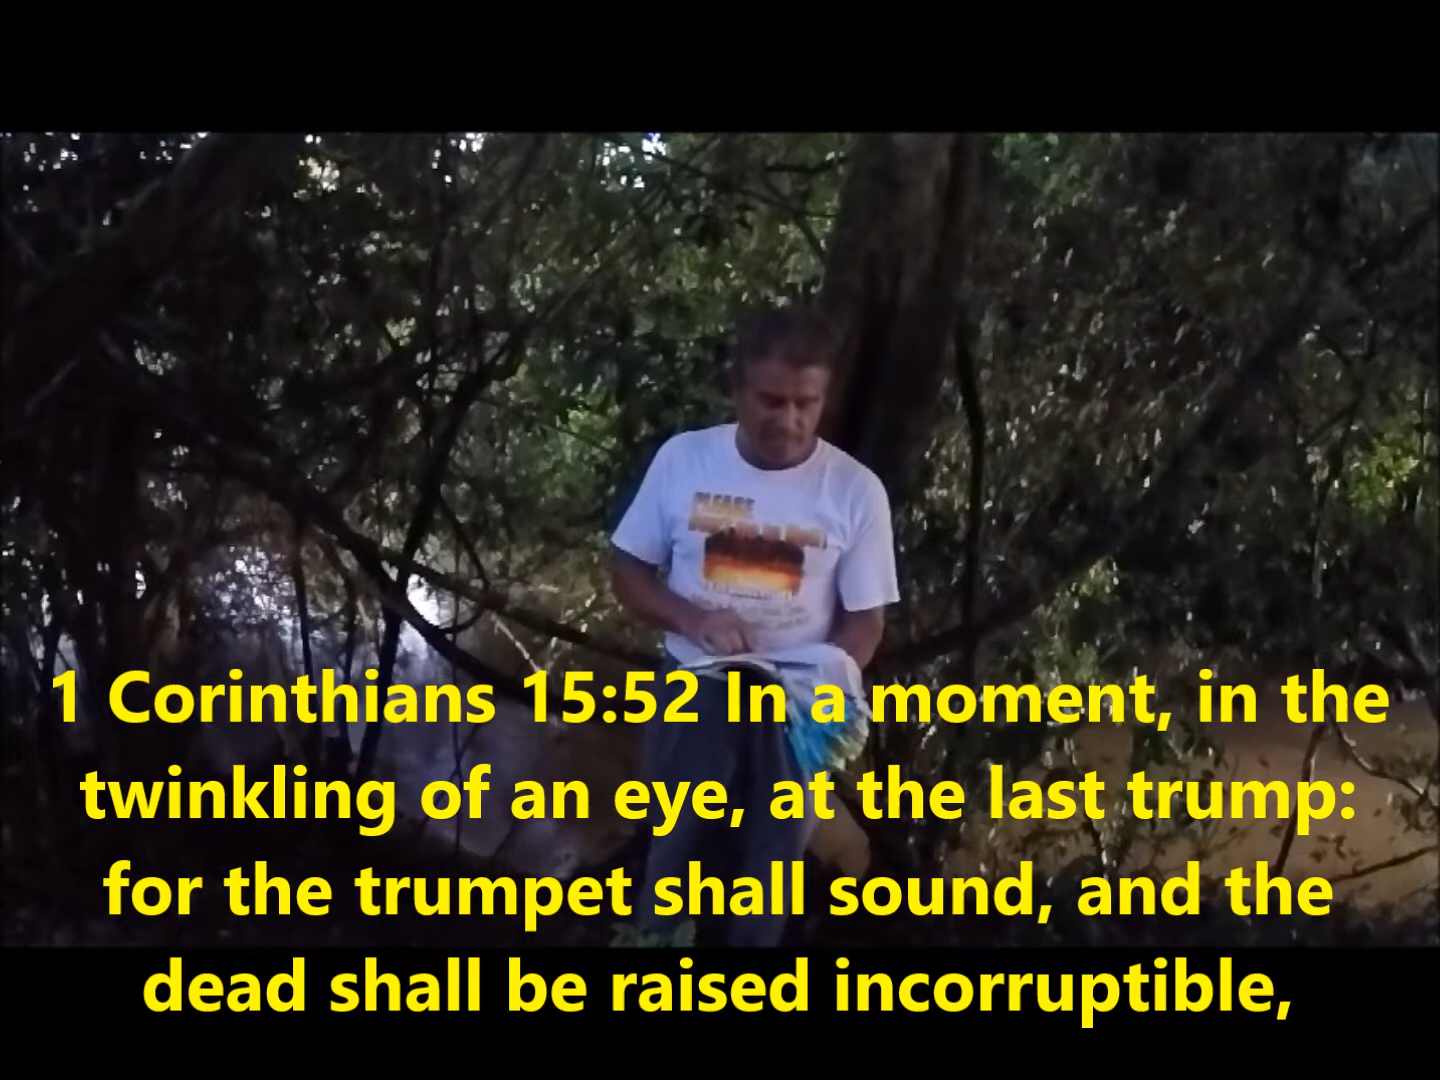 PLEASE
1 Corinthians 15:52 In a moment, in the
twinkling of an eye, at the last trump:
for the trumpet shall sound, and the
dead shall be raised incorruptible,